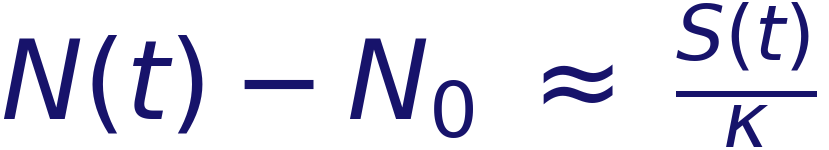 N(t) − N₀ ≈ S(t)/K